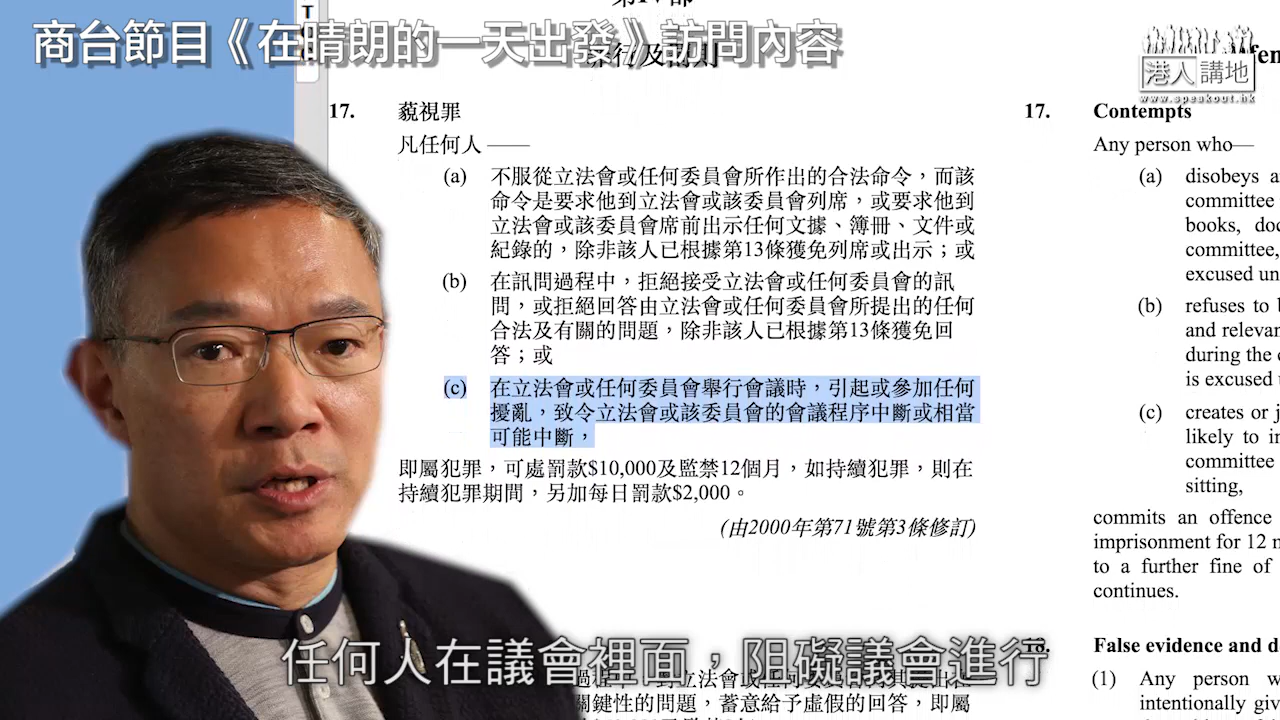 商台節目《在晴朗的一天出發》訪問內容
港人講地
www.speakout.hk
17. 藐視罪
凡任何人 ——
(a) 不服從立法會或任何委員會所作出的合法命令，而該
命令是要求他到立法會或該委員會列席，或要求他到
立法會或該委員會席前出示任何文據、簿冊、文件或
紀錄的，除非該人已根據第13條獲免列席或出示；或
(b) 在訊問過程中，拒絕接受立法會或任何委員會的訊
問，或拒絕回答由立法會或任何委員會所提出的任何
合法及有關的問題，除非該人已根據第13條獲免回
答；或
(c) 在立法會或任何委員會舉行會議時，引起或參加任何
擾亂，致令立法會或該委員會的會議程序中斷或相當
可能中斷，
即屬犯罪，可處罰款$10,000及監禁12個月，如持續犯罪，則在
持續犯罪期間，另加每日罰款$2,000。
(由2000年第71號第3條修訂)
17. Contempts
Any person who—
(a) disobeys a
committee
books, doc
committee,
excused un
(b) refuses to
and relevan
during the
is excused
(c) creates or j
likely to in
committee
sitting,
commits an offence
imprisonment for 12 m
to a further fine of
continues.
18. False evidence and d
(1) Any person w
intentionally giv
關鍵性的問題，蓄意給予虛假的回答，即屬
任何人在議會裡面，阻礙議會進行